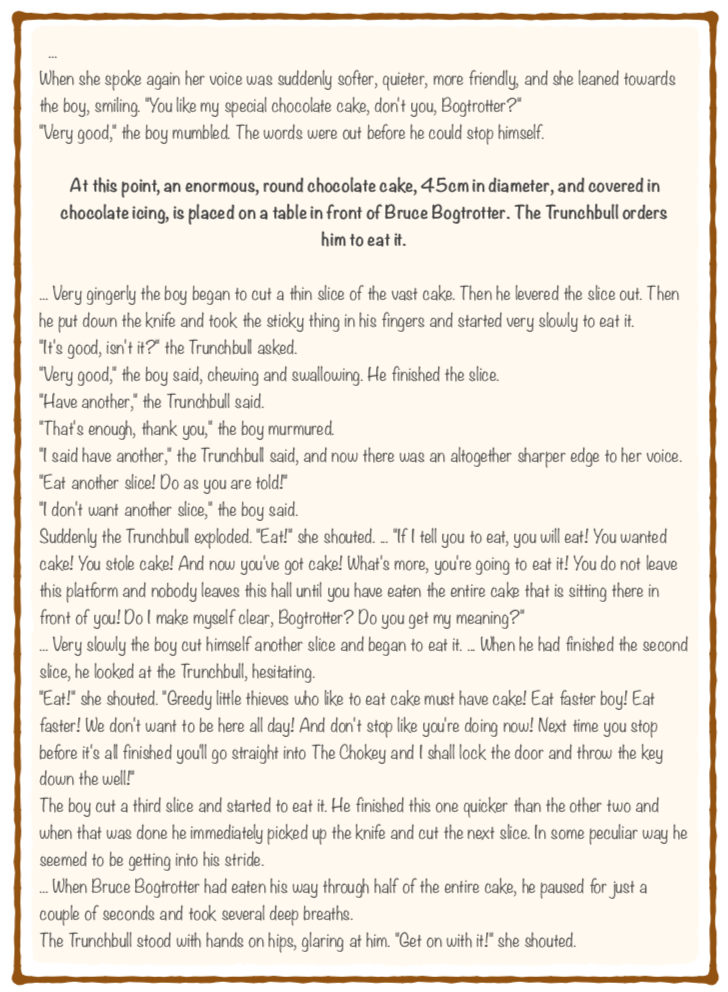 ...
When she spoke again her voice was suddenly softer, quieter, more friendly, and she leaned towards
the boy, smiling. "You like my special chocolate cake, don't you, Bogtrotter?"
"Very good," the boy mumbled. The words were out before he could stop himself.
At this point, an enormous, round chocolate cake, 45cm in diameter, and covered in
chocolate icing, is placed on a table in front of Bruce Bogtrotter. The Trunchbull orders
him to eat it.
... Very gingerly the boy began to cut a thin slice of the vast cake. Then he levered the slice out. Then
he put down the knife and took the sticky thing in his fingers and started very slowly to eat it.
"It's good, isn't it?" the Trunchbull asked.
"Very good," the boy said, chewing and swallowing. He finished the slice.
"Have another," the Trunchbull said.
"That's enough, thank you," the boy murmured.
"I said have another," the Trunchbull said, and now there was an altogether sharper edge to her voice.
"Eat another slice! Do as you are told!"
"I don't want another slice," the boy said.
Suddenly the Trunchbull exploded. "Eat!" she shouted. ... "If I tell you to eat, you will eat! You wanted
cake! You stole cake! And now you've got cake! What's more, you're going to eat it! You do not leave
this platform and nobody leaves this hall until you have eaten the entire cake that is sitting there in
front of you! Do I make myself clear, Bogtrotter? Do you get my meaning?"
... Very slowly the boy cut himself another slice and began to eat it. ... When he had finished the second
slice, he looked at the Trunchbull, hesitating.
"Eat!" she shouted. "Greedy little thieves who like to eat cake must have cake! Eat faster boy! Eat
faster! We don't want to be here all day! And don't stop like you're doing now! Next time you stop
before it's all finished you'll go straight into The Chokey and I shall lock the door and throw the key
down the well!"
The boy cut a third slice and started to eat it. He finished this one quicker than the other two and
when that was done he immediately picked up the knife and cut the next slice. In some peculiar way he
seemed to be getting into his stride.
... When Bruce Bogtrotter had eaten his way through half of the entire cake, he paused for just a
couple of seconds and took several deep breaths.
The Trunchbull stood with hands on hips, glaring at him. "Get on with it!" she shouted.